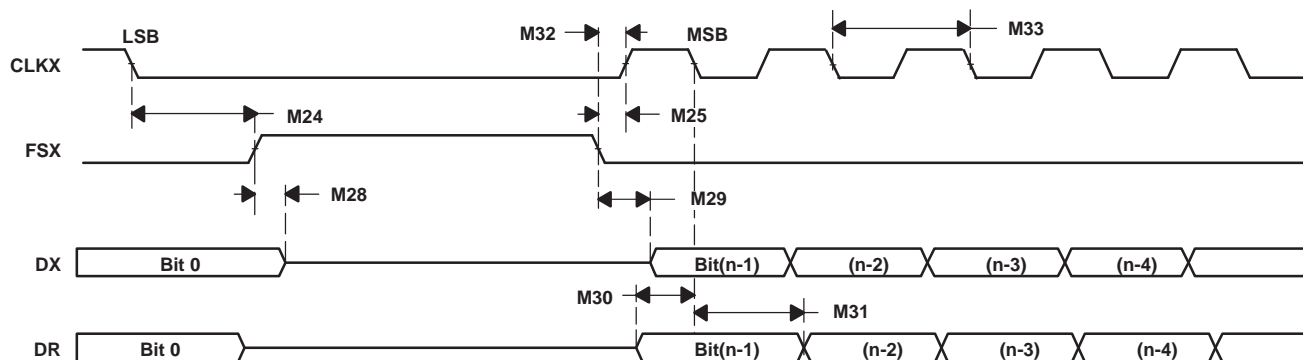 LSB
M32
MSB
M33
CLKX
M24
M25
FSX
M28
M29
DX
Bit 0
Bit(n-1)
(n-2)
(n-3)
(n-4)
M30
M31
DR
Bit 0
Bit(n-1)
(n-2)
(n-3)
(n-4)